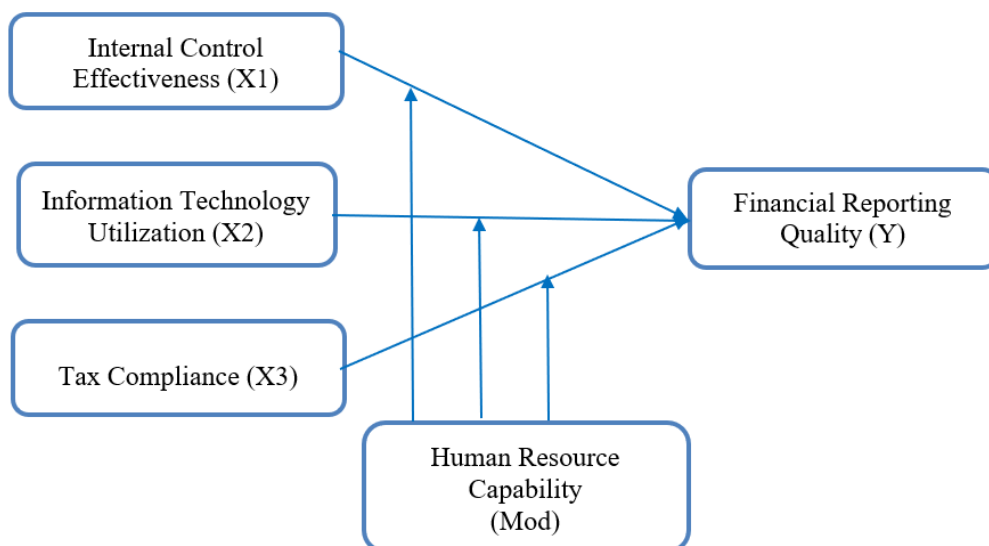 Internal Control
Effectiveness (X1)
Information Technology
Utilization (X2)
Financial Reporting
Quality (Y)
Tax Compliance (X3)
Human Resource
Capability
(Mod)